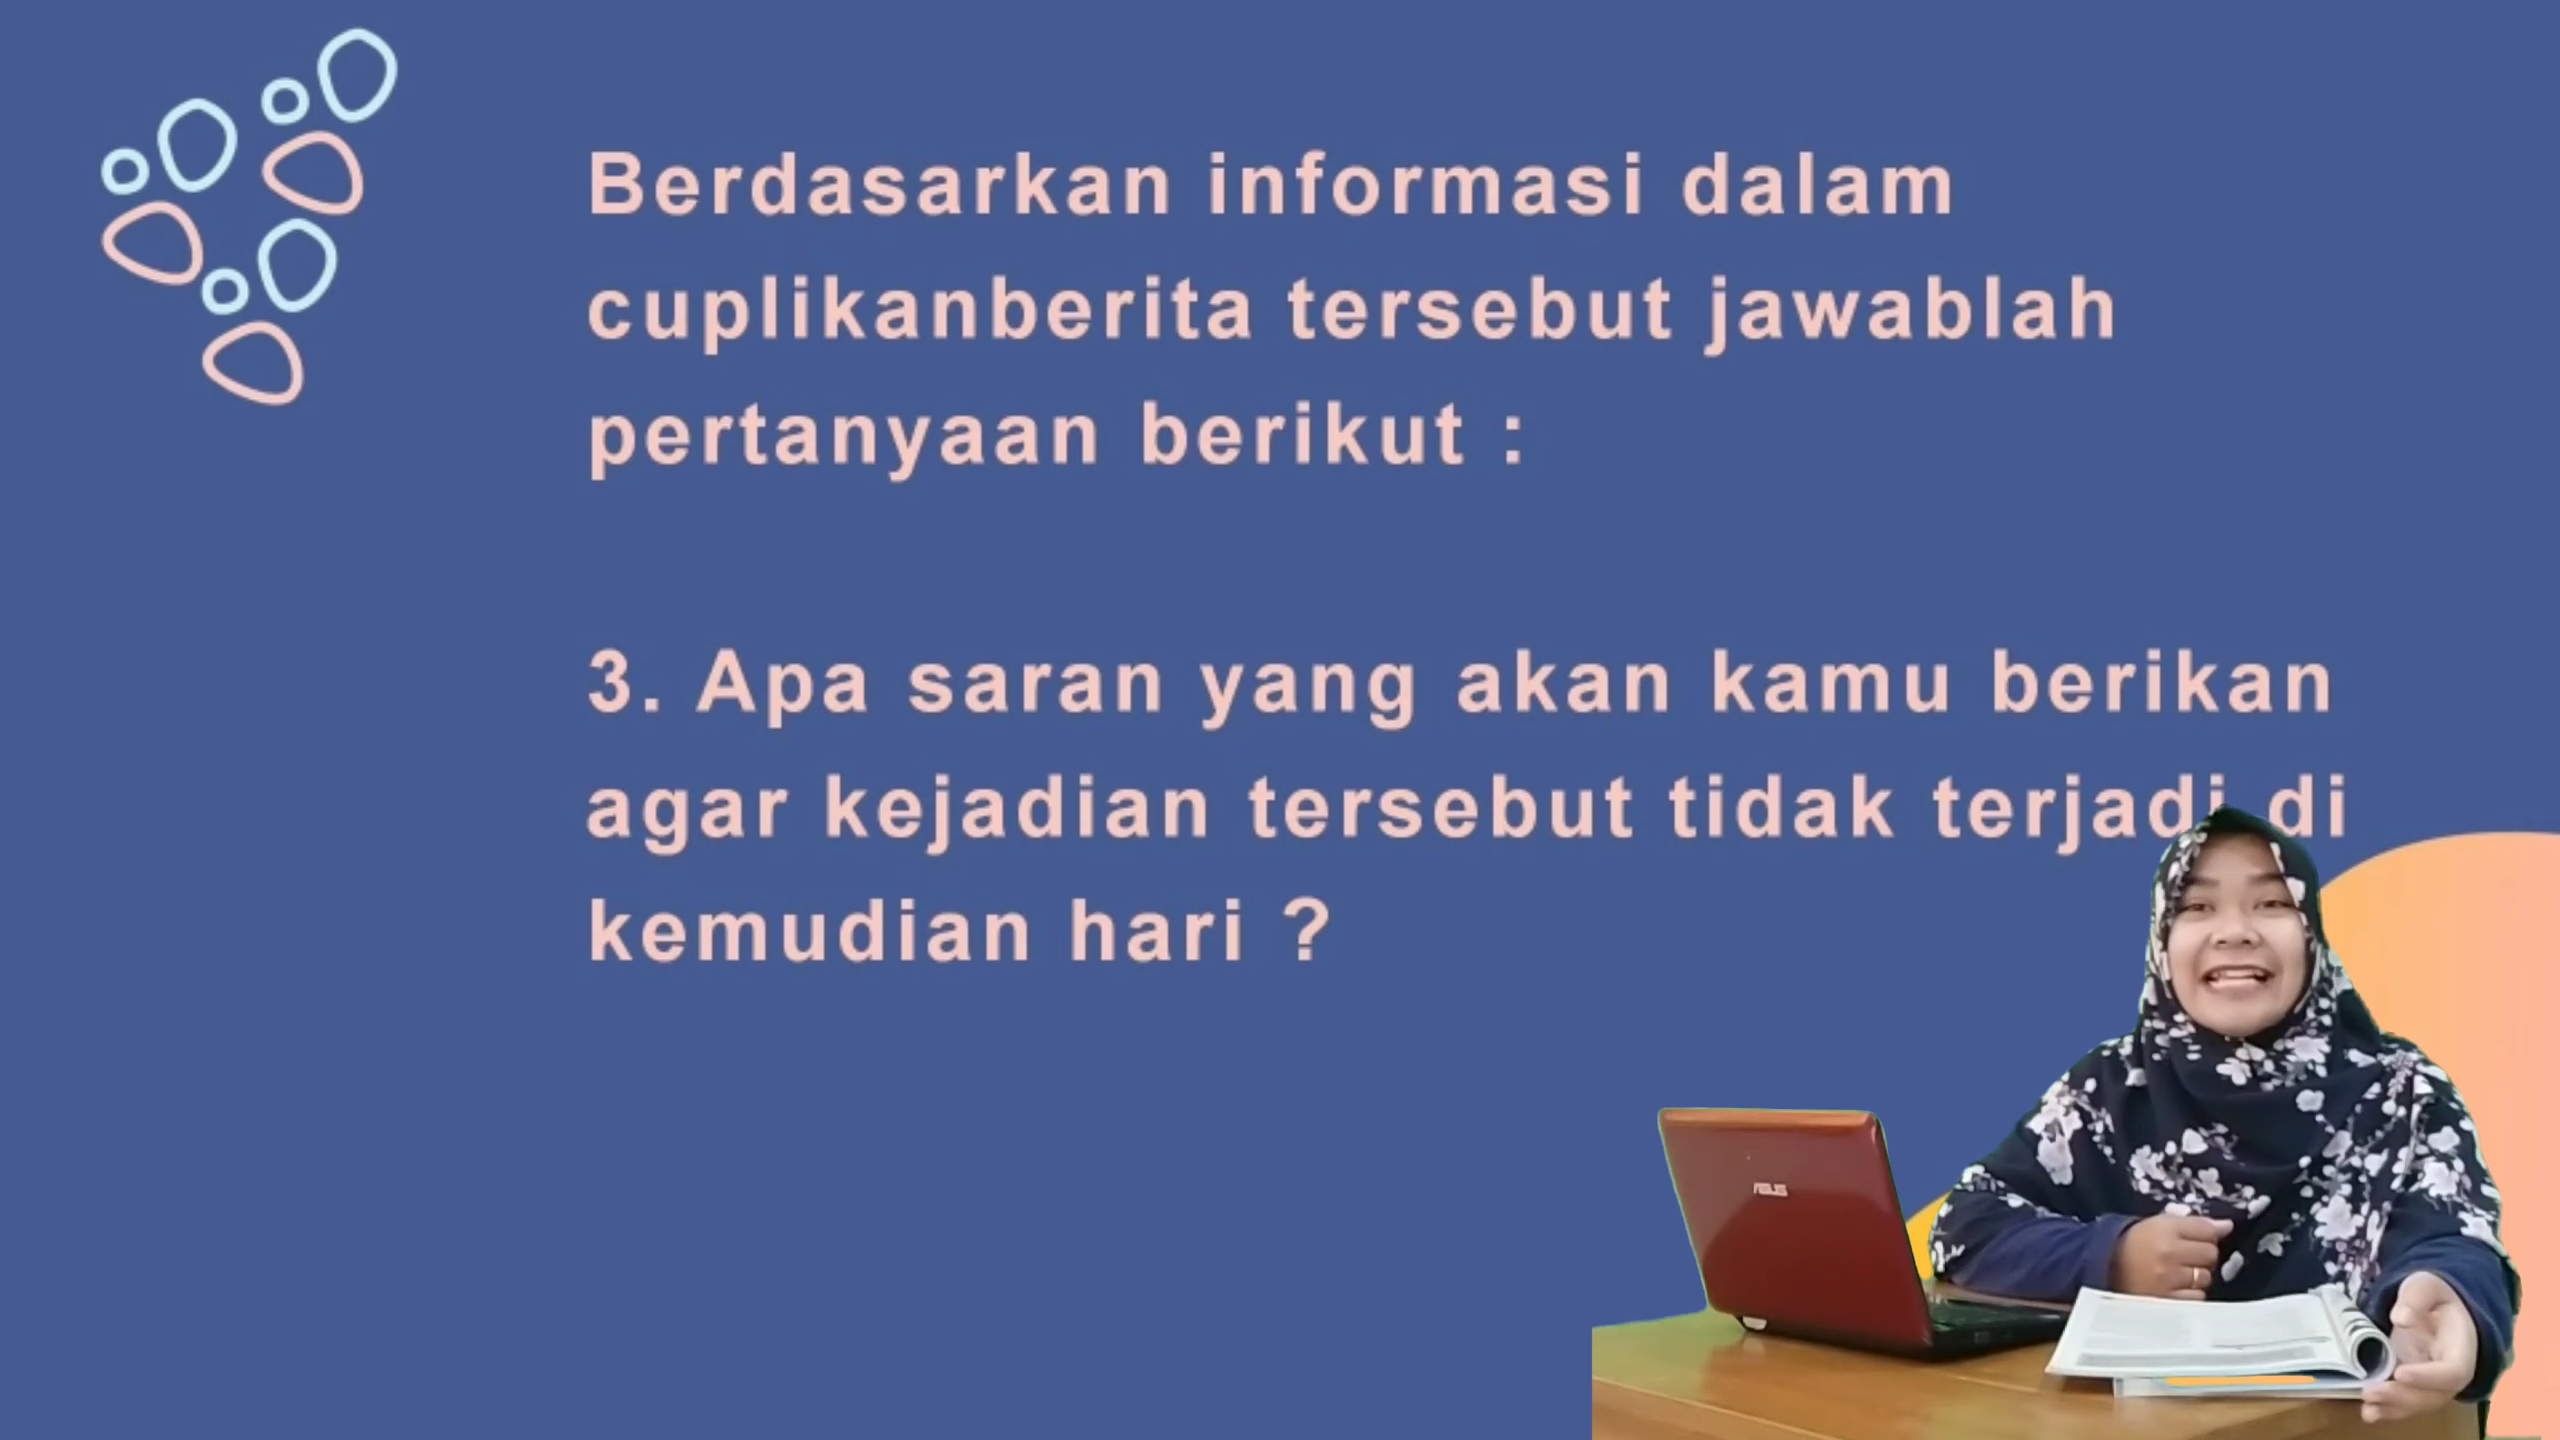 Berdasarkan informasi dalam
cuplikanberita tersebut jawablah
pertanyaan berikut :
3. Apa saran yang akan kamu berikan
agar kejadian tersebut tidak terjadi di
kemudian hari ?
ASUS